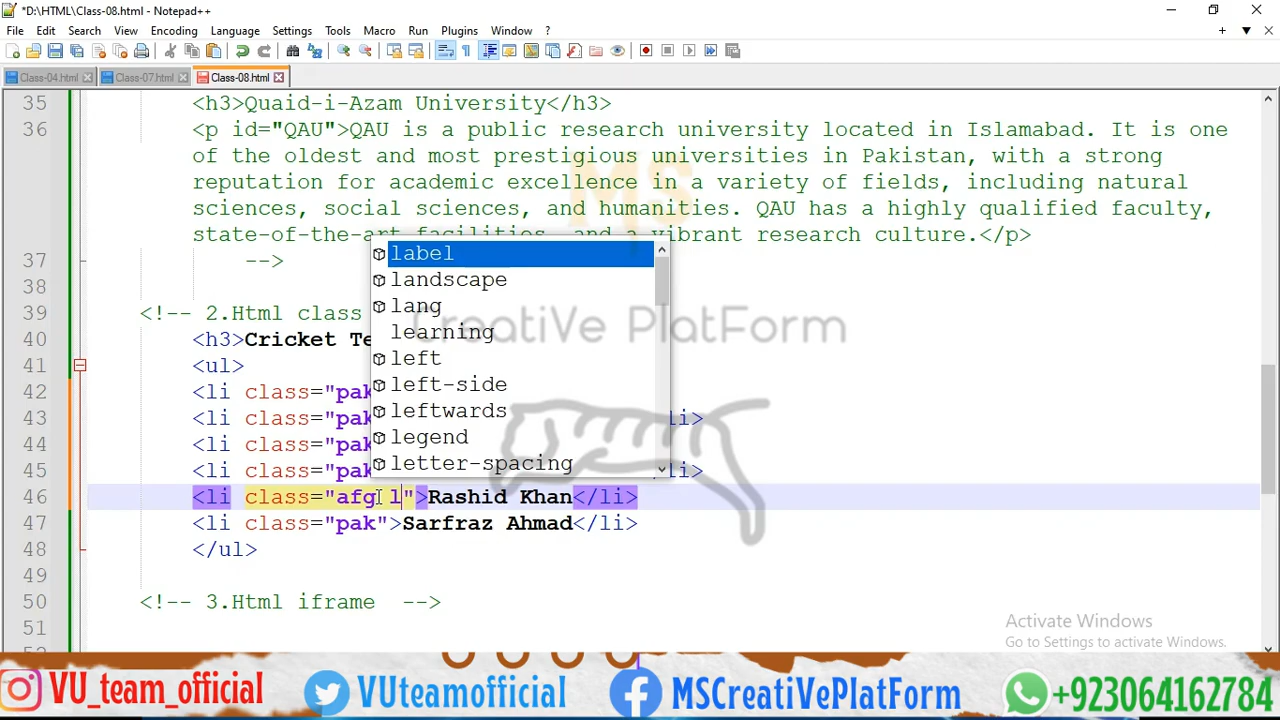 *D:\HTML\Class-08.html - Notepad++
File Edit Search View Encoding Language Settings Tools Macro Run Plugins Window ?
Class-04.html Class-07.html Class-08.html
35 <h3>Quaid-i-Azam University</h3>
36 <p id="QAU">QAU is a public research university located in Islamabad. It is one
of the oldest and most prestigious universities in Pakistan, with a strong
reputation for academic excellence in a variety of fields, including natural
sciences, social sciences, and humanities. QAU has a highly qualified faculty,
state-of-the-art facilities, and a vibrant research culture.</p>
37 -->
38
39 <!-- 2.Html class
40 <h3>Cricket Te
41 <ul>
42 <li class="pak
43 <li class="pak li>
44 <li class="pak
45 <li class="pak li>
46 <li class="afg l">Rashid Khan</li>
47 <li class="pak">Sarfraz Ahmad</li>
48 </ul>
49
50 <!-- 3.Html iframe -->
51
label
landscape
lang
learning
left
left-side
leftwards
legend
letter-spacing
MS
CreatiVe PlatForm
Activate Windows
Go to Settings to activate Windows.
VU_team_official VUteamofficial MSCreatiVePlatForm +923064162784